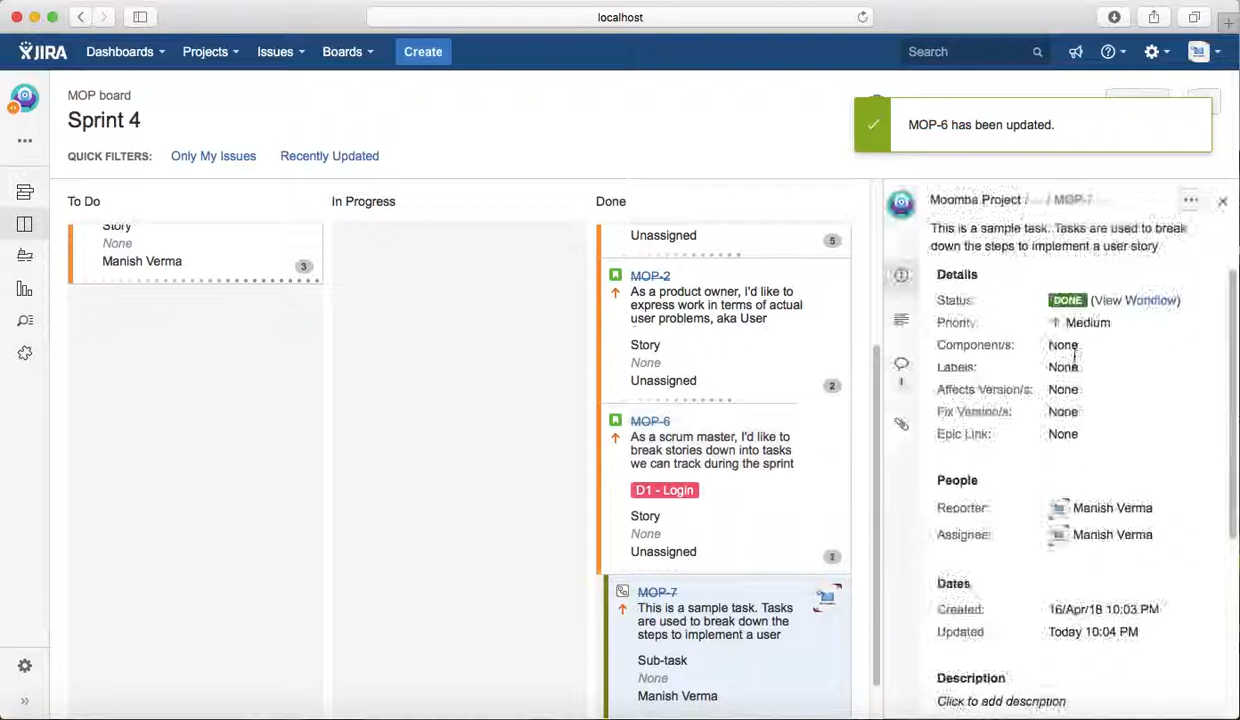 localhost
JIRA
Dashboards
Projects
Issues
Boards
Create
Search
MOP board
Sprint 4
QUICK FILTERS:
Only My Issues
Recently Updated
MOP-6 has been updated.
To Do
In Progress
Done
Story
None
Manish Verma
3
Unassigned
5
MOP-2
As a product owner, I'd like to
express work in terms of actual
user problems, aka User
Story
None
Unassigned
2
MOP-6
As a scrum master, I'd like to
break stories down into tasks
we can track during the sprint
D1 - Login
Story
None
Unassigned
2
MOP-7
This is a sample task. Tasks
are used to break down the
steps to implement a user
Sub-task
None
Manish Verma
Moomba Project / ... / MOP-7
This is a sample task. Tasks are used to break
down the steps to implement a user story
Details
Status: DONE (View Workflow)
Priority: Medium
Component/s: None
Labels: None
Affects Version/s: None
Fix Version/s: None
Epic Link: None
People
Reporter: Manish Verma
Assignee: Manish Verma
Dates
Created: 16/Apr/18 10:03 PM
Updated Today 10:04 PM
Description
Click to add description